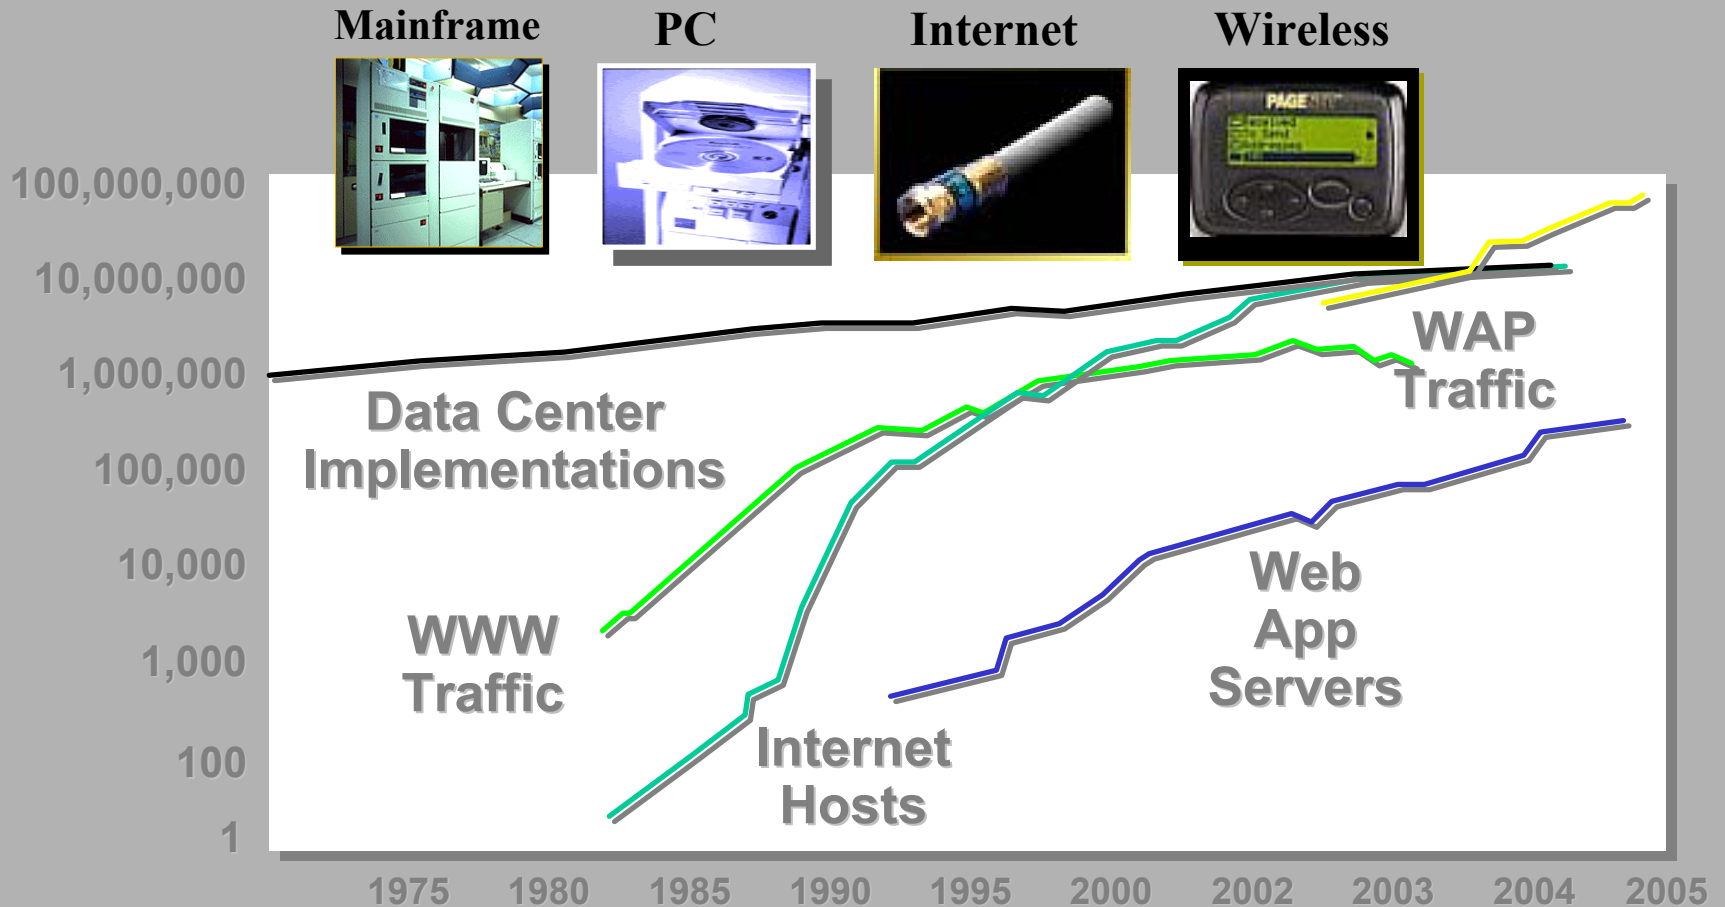 Mainframe
PC
Internet
Wireless
PAGE
100,000,000
10,000,000
1,000,000
100,000
10,000
1,000
100
1
Data Center
Implementations
WWW
Traffic
Internet
Hosts
WAP
Traffic
Web
App
Servers
1975 1980 1985 1990 1995 2000 2002 2003 2004 2005